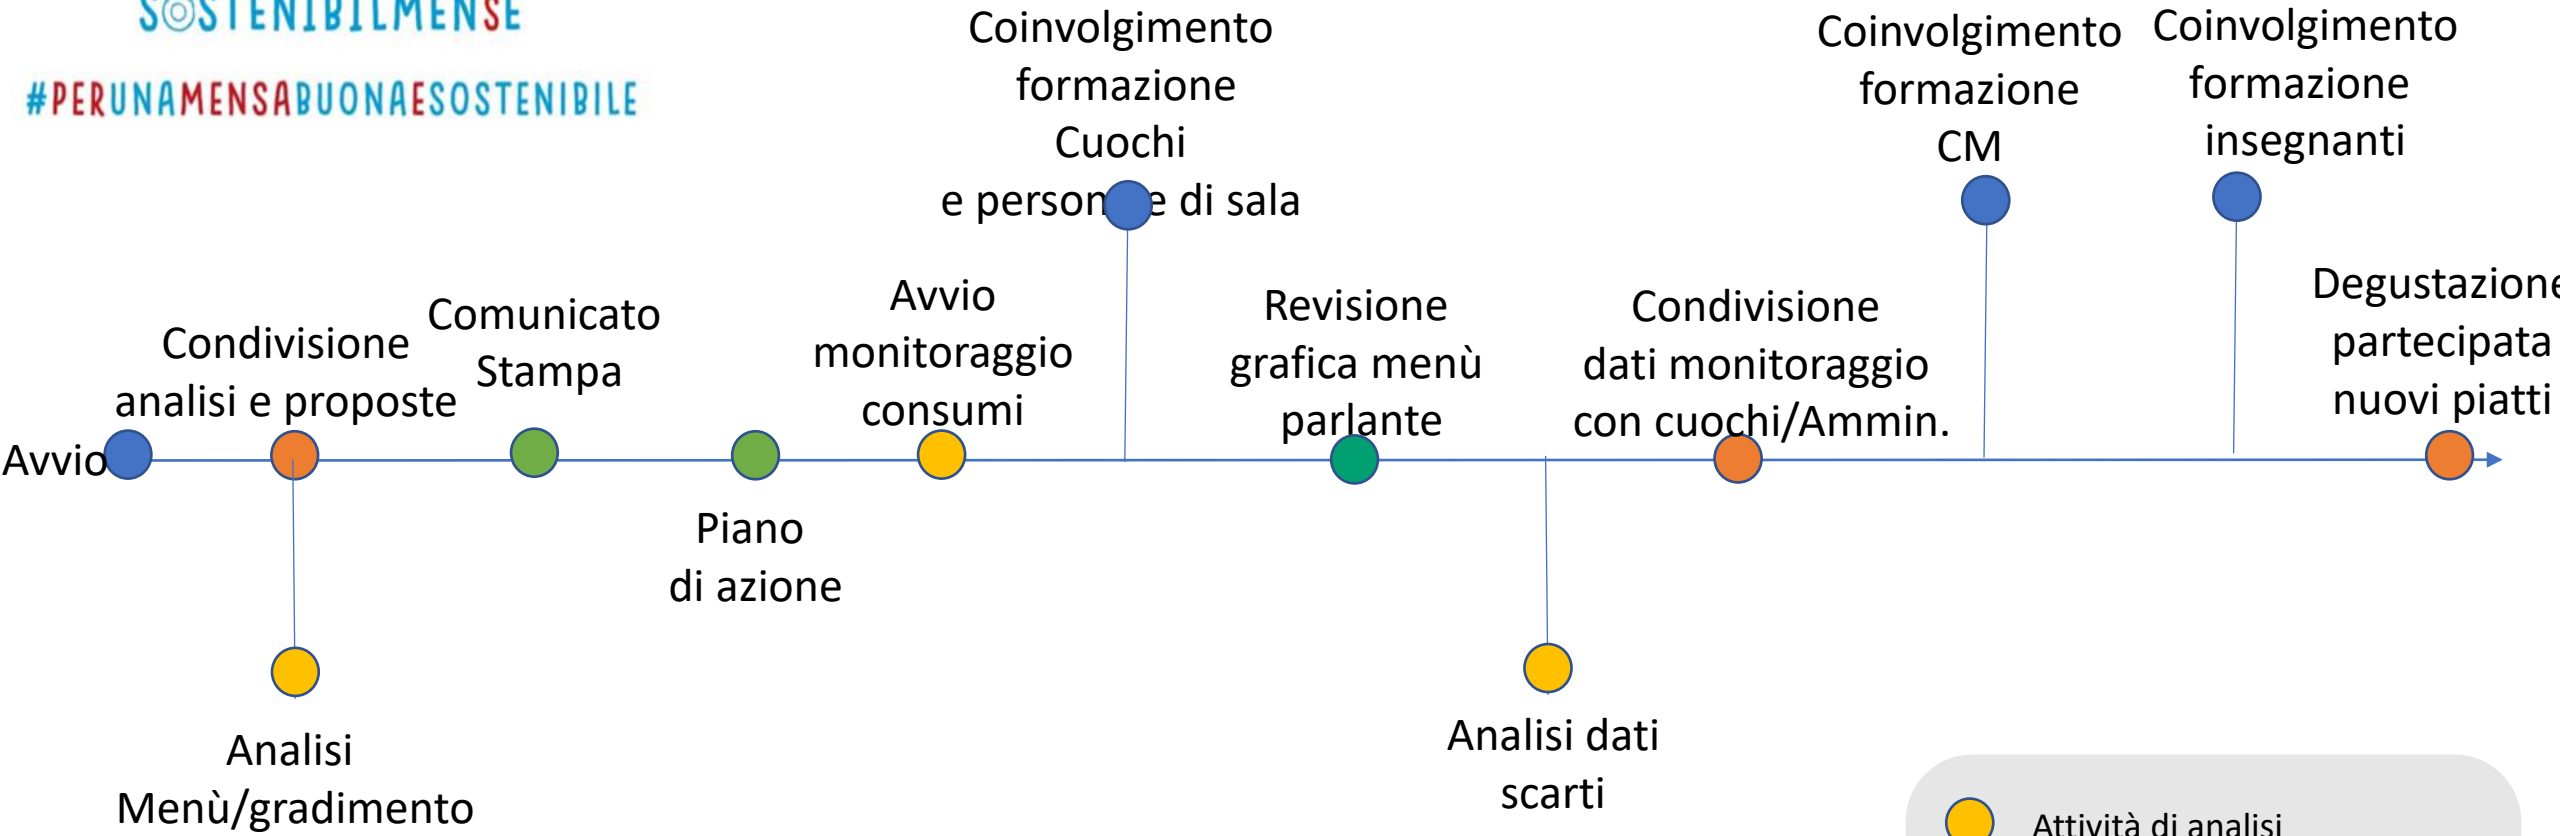 SOSTENIBILMENSE
#PERUNAMENSABUONAESOSTENIBILE
Coinvolgimento
formazione
Cuochi
e person e di sala
Coinvolgimento
formazione
CM
Coinvolgimento
formazione
insegnanti
Avvio
Condivisione
analisi e proposte
Comunicato
Stampa
Avvio
monitoraggio
consumi
Revisione
grafica menù
parlante
Condivisione
dati monitoraggio
con cuochi/Ammin.
Degustazione
partecipata
nuovi piatti
Piano
di azione
Analisi
Menù/gradimento
Analisi dati
scarti
Attività di analisi